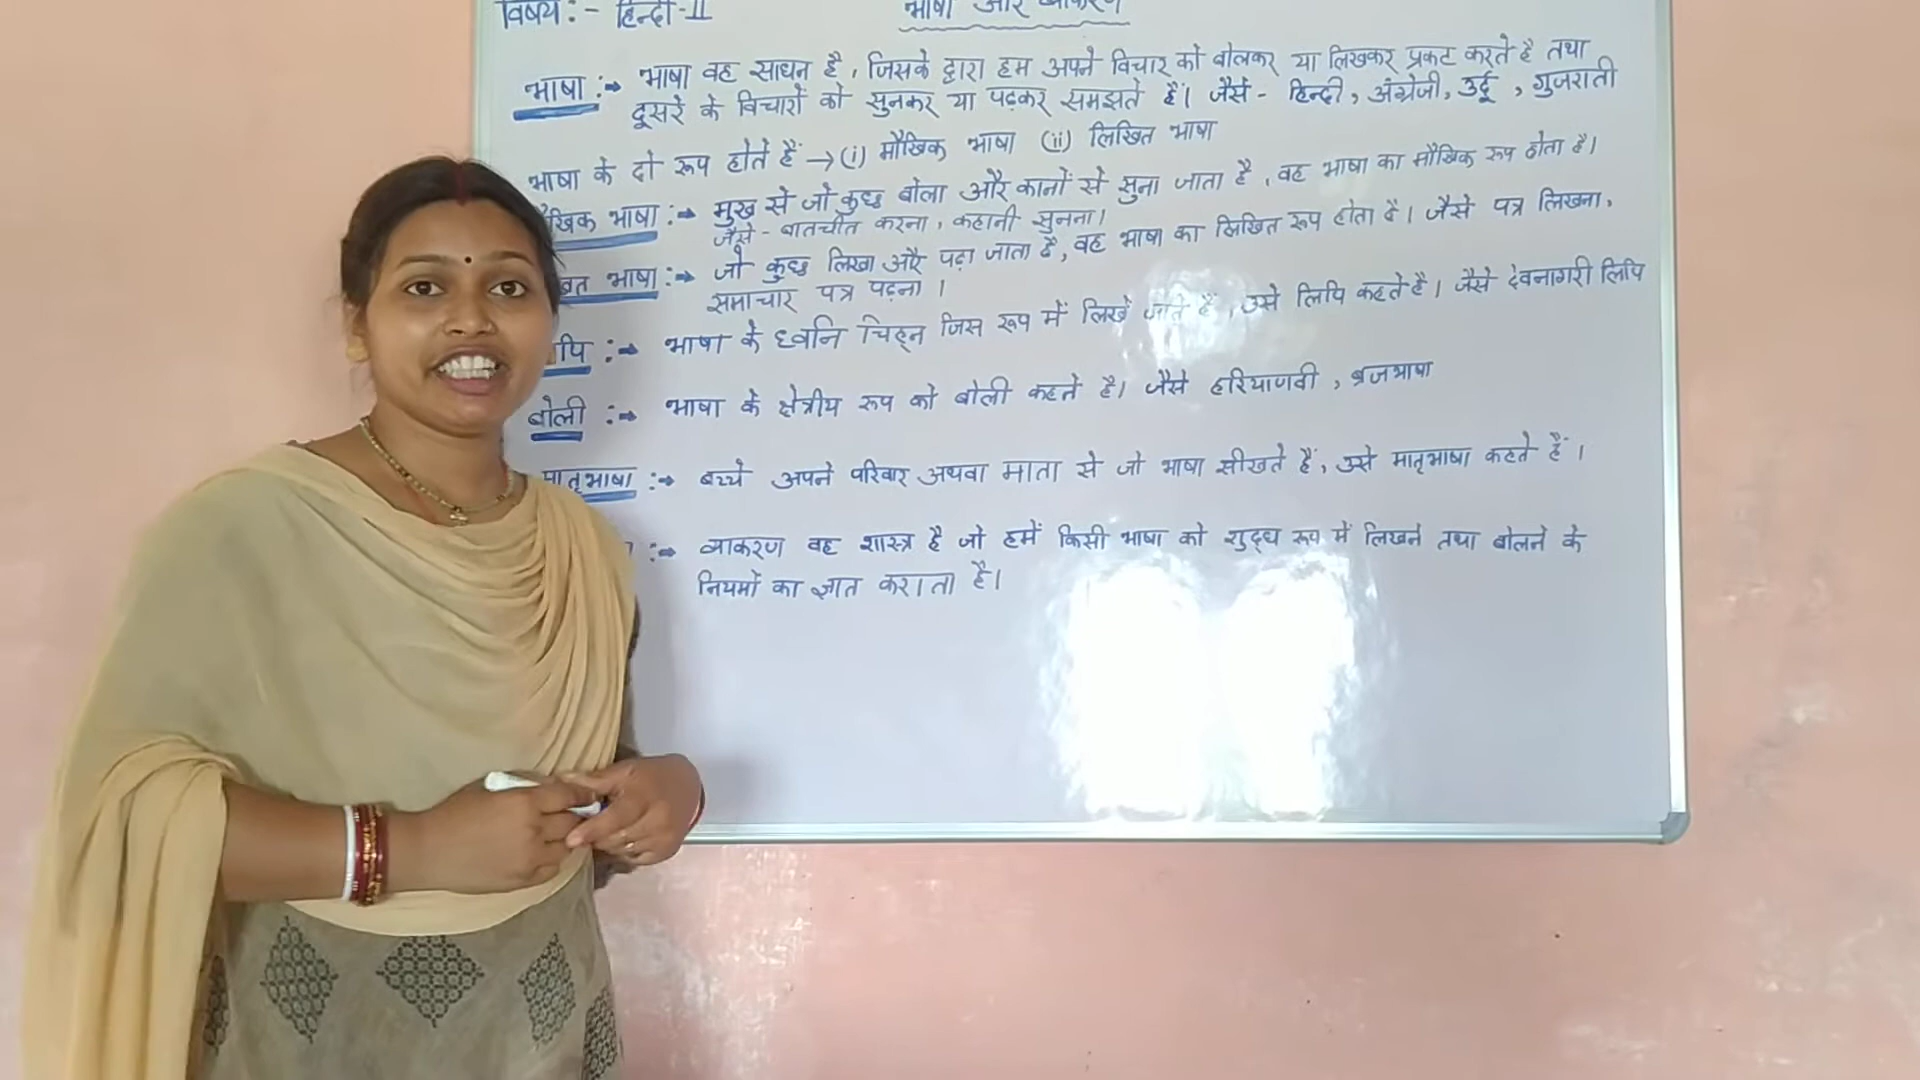 विषय:- हिन्दी-II
भाषा और व्याकरण
भाषा :→ भाषा वह साधन है, जिसके द्वारा हम अपने विचार को बोलकर या लिखकर प्रकट करते है तथा
दूसरे के विचारों को सुनकर या पढ़कर समझते हैं। जैसे- हिन्दी, अंग्रेजी, उर्दू, गुजराती
भाषा के दो रूप होते हैं →(i) मौखिक भाषा (ii) लिखित भाषा
खिक भाषा :→ मुख से जो कुछ बोला और कानों से सुना जाता है, वह भाषा का मौखिक रूप होता है।
जैसे - बातचीत करना, कहानी सुनना।
खित भाषा :→ जो कुछ लिखा और पढ़ा जाता है, वह भाषा का लिखित रूप होता है। जैसे पत्र लिखना,
समाचार पत्र पढ़ना।
पि :→ भाषा के ध्वनि चिह्न जिस रूप में लिखें जाते है, उसे लिपि कहते है। जैसे देवनागरी लिपि
बोली :→ भाषा के क्षेत्रीय रूप को बोली कहते है। जैसे हरियाणवी, ब्रजभाषा
मातृभाषा :→ बच्चे अपने परिवार अथवा माता से जो भाषा सीखते हैं, उसे मातृभाषा कहते हैं।
:→ व्याकरण वह शास्त्र है जो हमें किसी भाषा को शुद्ध रूप में लिखने तथा बोलने के
नियमों का ज्ञात कराता है।